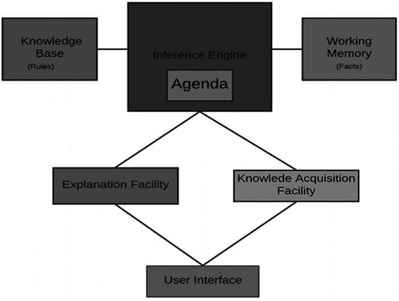 Knowledge
Base
(Rules)
Inference Engine
Agenda
Working
Memory
(Facts)
Explanation Facility
Knowlede Acquisition
Facility
User Interface